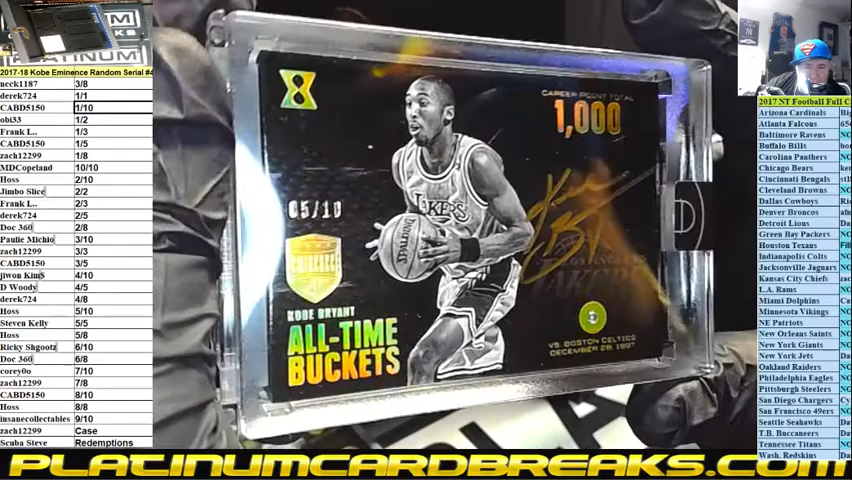 PLATINUM
2017-18 Kobe Eminence Random Serial #4
neck1187 3/8
derek724 1/1
CABD5150 1/10
obi33 1/2
Frank L.. 1/3
CABD5150 1/5
zach12299 1/8
MDCopeland 10/10
Hoss 2/10
Jimbo Slice 2/2
Frank L.. 2/3
derek724 2/5
Doc 360 2/8
Paulie Michio 3/10
zach12299 3/3
CABD5150 3/5
jiwon KimS 4/10
D Woody 4/5
derek724 4/8
Hoss 5/10
Steven Kelly 5/5
Hoss 5/8
Ricky Shgootz 6/10
Doc 360 6/8
corey0o 7/10
zach12299 7/8
CABD5150 8/10
Hoss 8/8
insanecollectables 9/10
zach12299 Case
Scuba Steve Redemptions
8
CAREER POINT TOTAL
1,000
05/10
LAKERS
SPALDING
KOBE BRYANT
ALL-TIME
BUCKETS
VS. BOSTON CELTICS
DECEMBER 28, 1997
2017 NT Football Full C
Arizona Cardinals
Atlanta Falcons
Baltimore Ravens
Buffalo Bills
Carolina Panthers
Chicago Bears
Cincinnati Bengals
Cleveland Browns
Dallas Cowboys
Denver Broncos
Detroit Lions
Green Bay Packers
Houston Texans
Indianapolis Colts
Jacksonville Jaguars
Kansas City Chiefs
L.A. Rams
Miami Dolphins
Minnesota Vikings
NE Patriots
New Orleans Saints
New York Giants
New York Jets
Oakland Raiders
Philadelphia Eagles
Pittsburgh Steelers
San Diego Chargers
San Francisco 49ers
Seattle Seahawks
T.B. Buccaneers
Tennessee Titans
Wash. Redskins
PLATINUMCARDBREAKS.COM